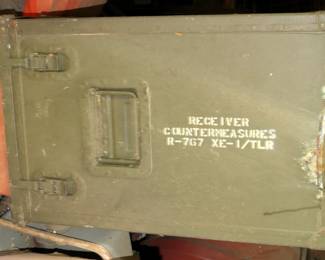 RECEIVER
COUNTERMEASURES
R-767 XE-1/TLR